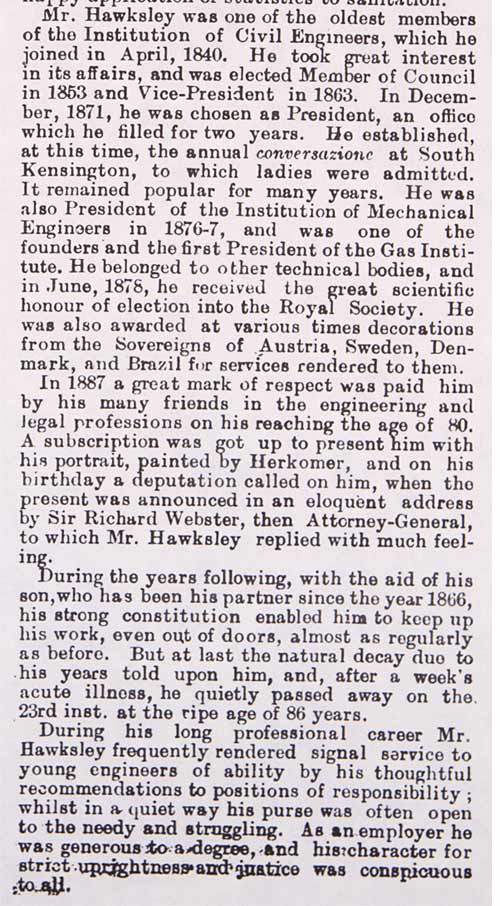 happy application of statistics to sanitation.
Mr. Hawksley was one of the oldest members
of the Institution of Civil Engineers, which he
joined in April, 1840. He took great interest
in its affairs, and was elected Member of Council
in 1853 and Vice-President in 1863. In Decem-
ber, 1871, he was chosen as President, an office
which he filled for two years. He established,
at this time, the annual conversazione at South
Kensington, to which ladies were admitted.
It remained popular for many years. He was
also President of the Institution of Mechanical
Engineers in 1876-7, and was one of the
founders and the first President of the Gas Insti-
tute. He belonged to other technical bodies, and
in June, 1878, he received the great scientific
honour of election into the Royal Society. He
was also awarded at various times decorations
from the Sovereigns of Austria, Sweden, Den-
mark, and Brazil for services rendered to them.
In 1887 a great mark of respect was paid him
by his many friends in the engineering and
legal professions on his reaching the age of 80.
A subscription was got up to present him with
his portrait, painted by Herkomer, and on his
birthday a deputation called on him, when the
present was announced in an eloquent address
by Sir Richard Webster, then Attorney-General,
to which Mr. Hawksley replied with much feel-
ing.
During the years following, with the aid of his
son, who has been his partner since the year 1866,
his strong constitution enabled him to keep up
his work, even out of doors, almost as regularly
as before. But at last the natural decay due to
his years told upon him, and, after a week's
acute illness, he quietly passed away on the
23rd inst. at the ripe age of 86 years.
During his long professional career Mr.
Hawksley frequently rendered signal service to
young engineers of ability by his thoughtful
recommendations to positions of responsibility;
whilst in a quiet way his purse was often open
to the needy and struggling. As an employer he
was generous to a degree, and his character for
strict uprightness and justice was conspicuous
to all.